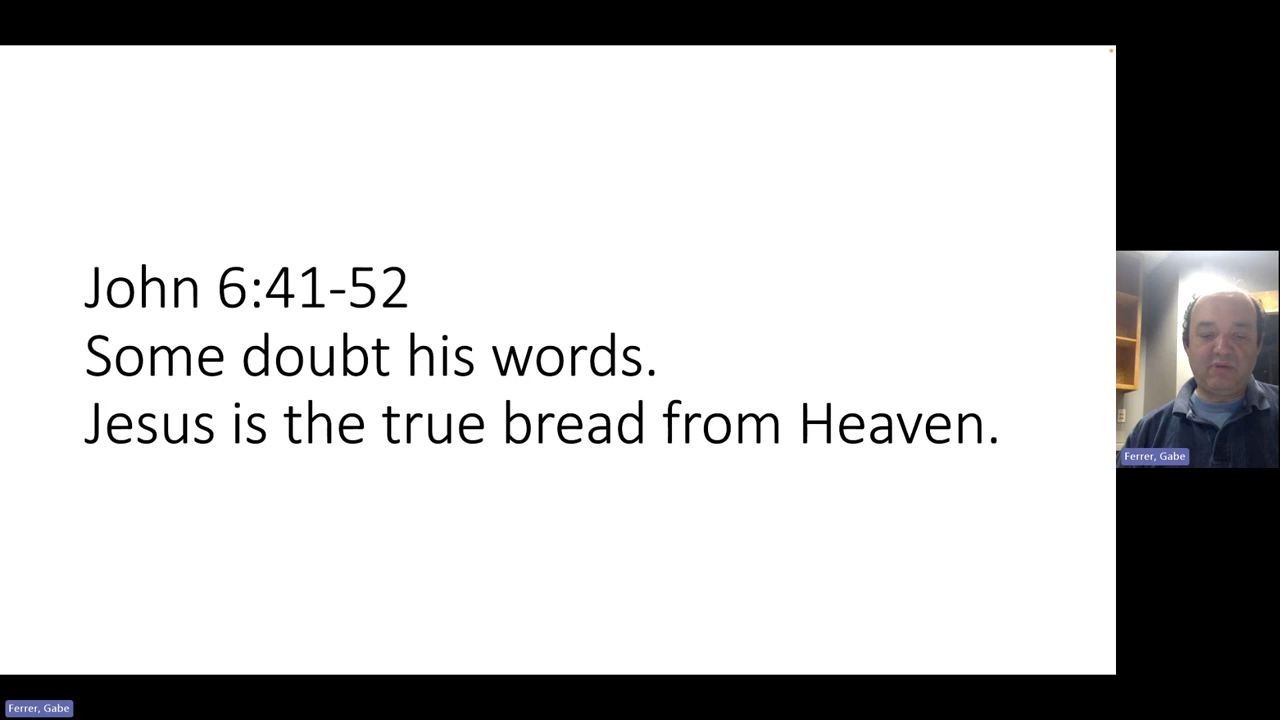 John 6:41-52
Some doubt his words.
Jesus is the true bread from Heaven.
Ferrer, Gabe
Ferrer, Gabe